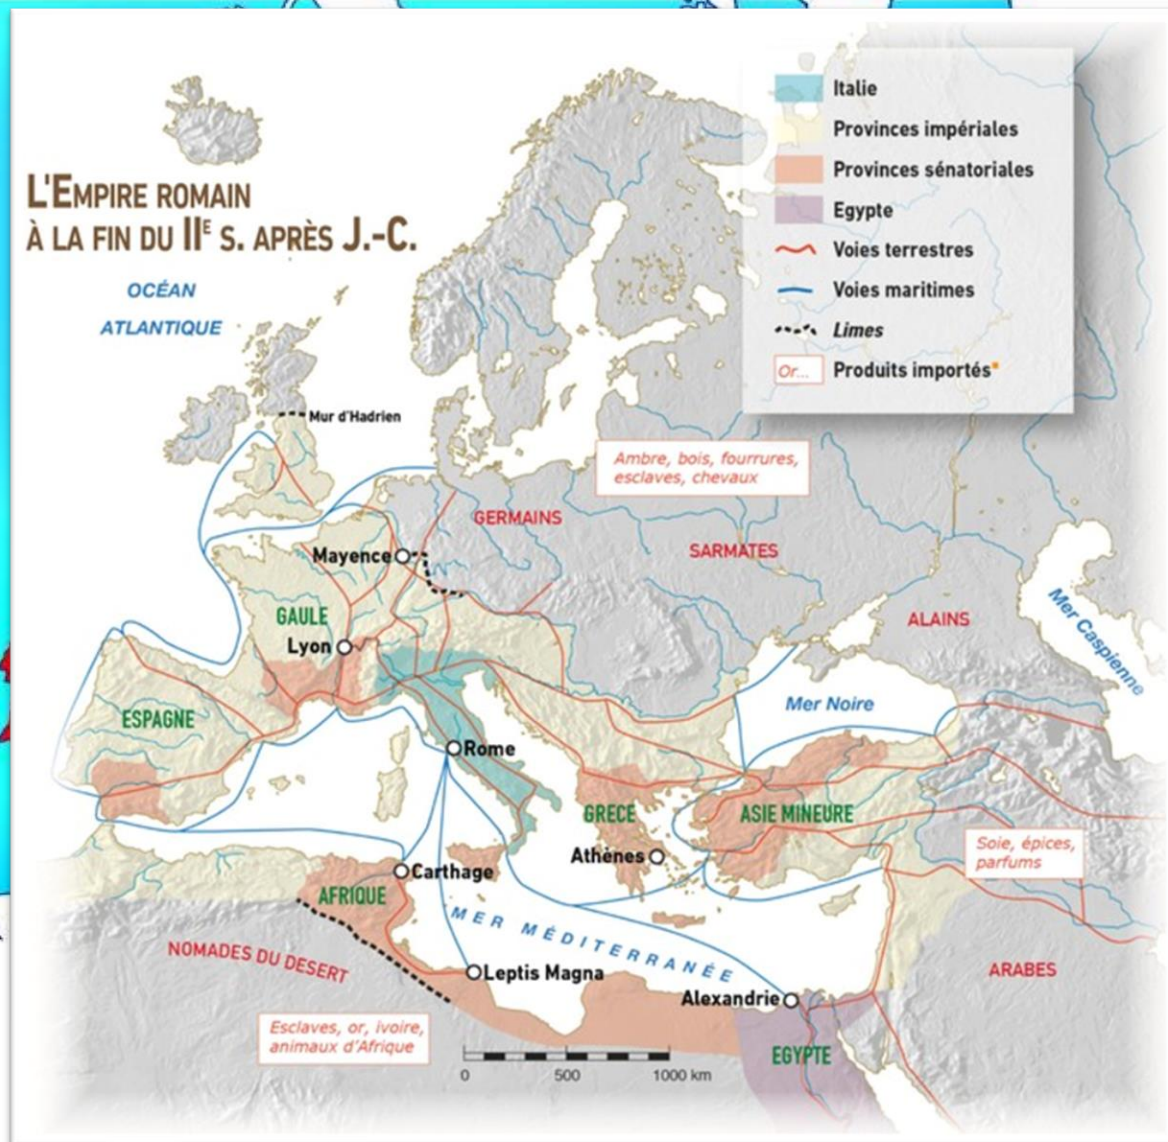 L'EMPIRE ROMAIN
À LA FIN DU IIE S. APRÈS J.-C.
Italie
Provinces impériales
Provinces sénatoriales
Egypte
Voies terrestres
Voies maritimes
Limes
Or... Produits importés
OCÉAN
ATLANTIQUE
Mur d'Hadrien
Ambre, bois, fourrures,
esclaves, chevaux
GERMAINS
SARMATES
Mayence
ALAINS
Mer Caspienne
GAULE
Lyon
Mer Noire
ESPAGNE
Rome
GRECE
ASIE MINEURE
Athènes
Soie, épices,
parfums
Carthage
AFRIQUE
MER MÉDITERRANÉE
NOMADES DU DESERT
Leptis Magna
ARABES
Alexandrie
Esclaves, or, ivoire,
animaux d'Afrique
EGYPTE
0 500 1000 km